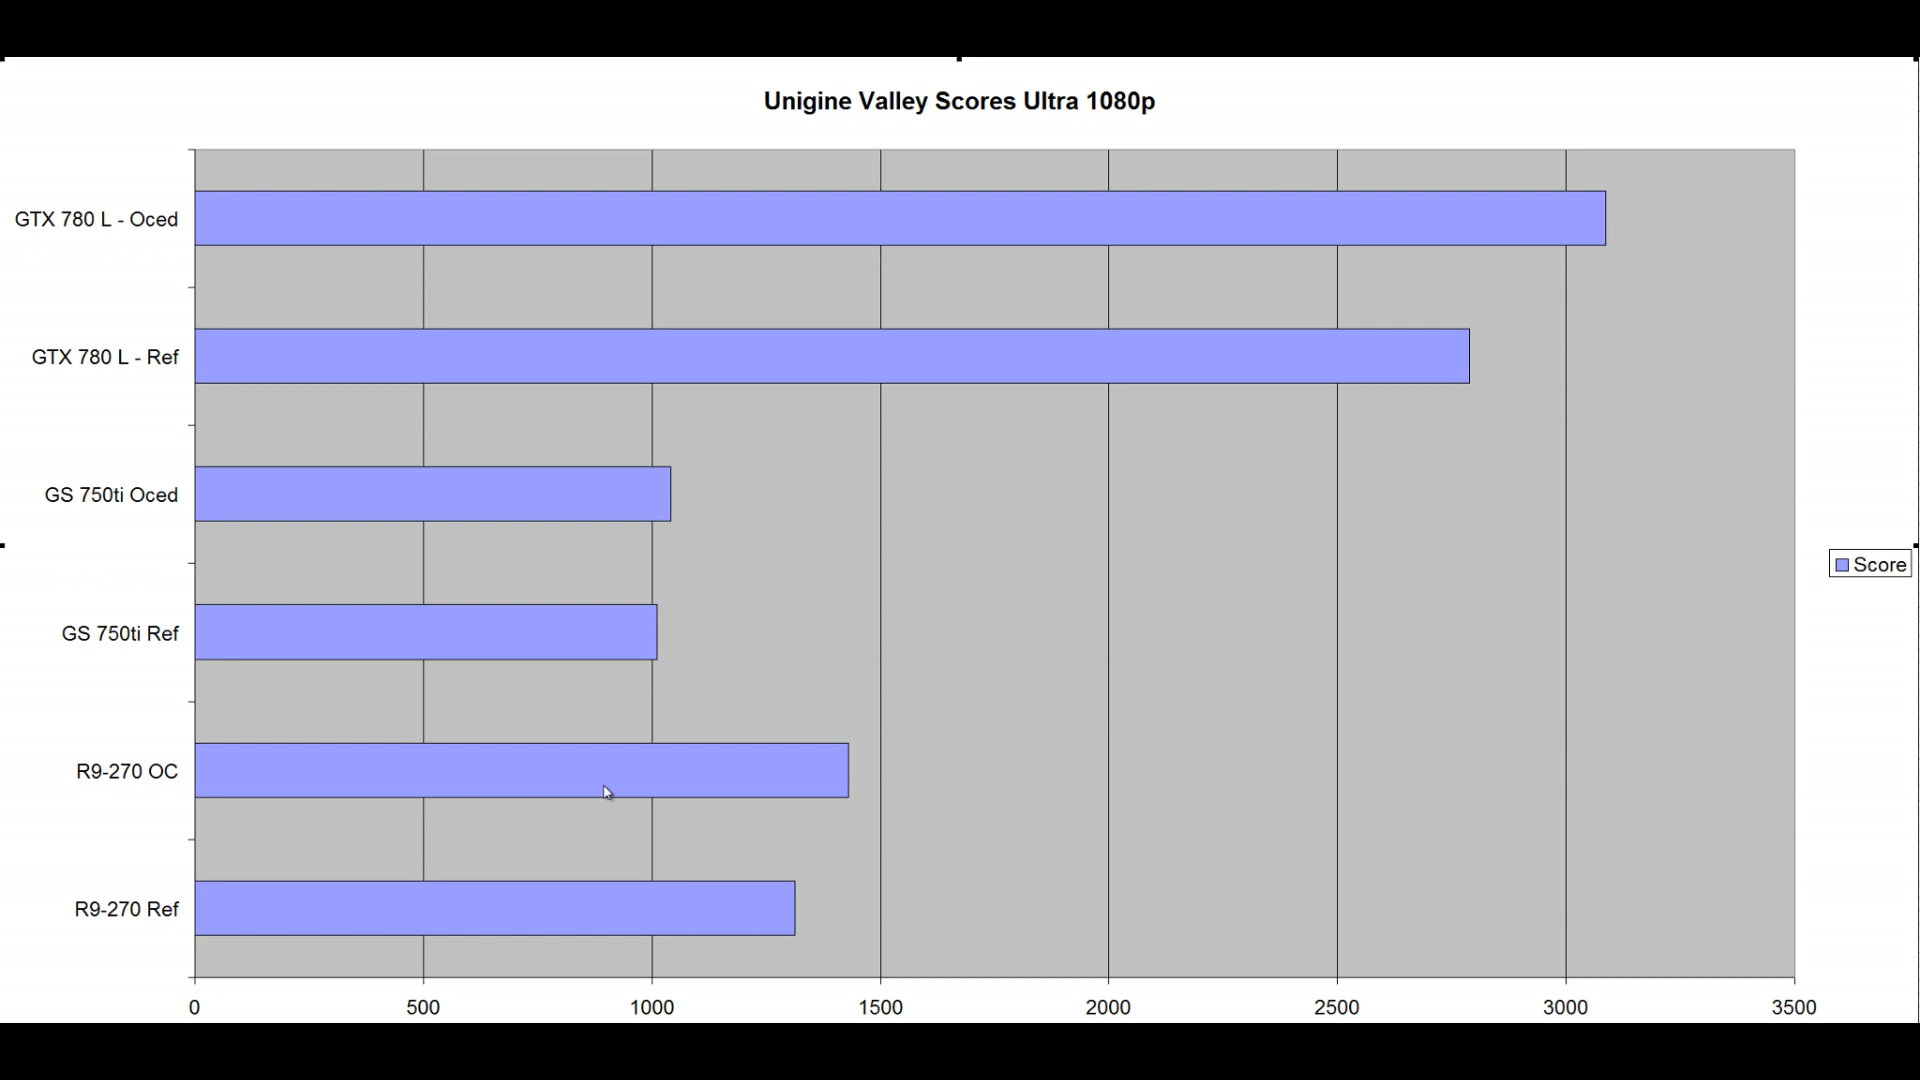 Unigine Valley Scores Ultra 1080p
GTX 780 L - Oced
GTX 780 L - Ref
GS 750ti Oced
GS 750ti Ref
R9-270 OC
R9-270 Ref
0 500 1000 1500 2000 2500 3000 3500
Score